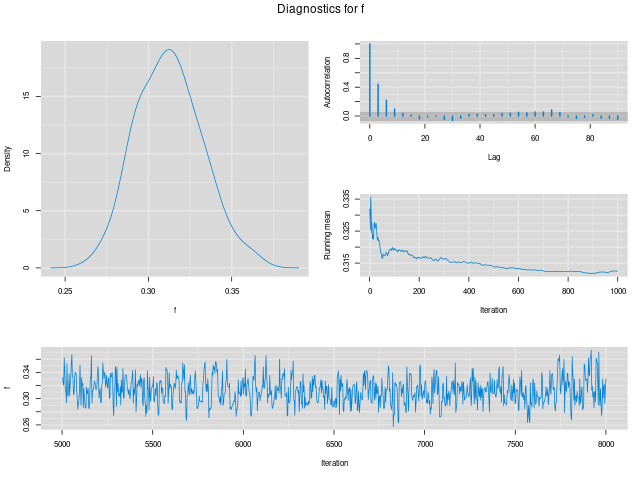 Diagnostics for f
Density
0 5 10 15
0.25 0.30 0.35
f
Autocorrelation
0.0 0.4 0.8
0 20 40 60 80
Lag
Running mean
0.315 0.325 0.335
0 200 400 600 800 1000
Iteration
f
0.26 0.30 0.34
5000 5500 6000 6500 7000 7500 8000
Iteration